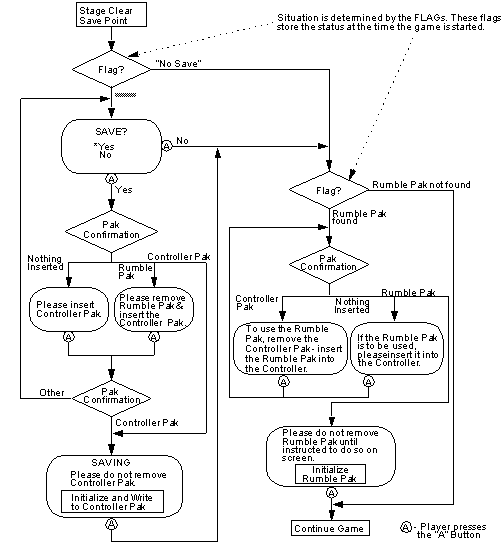 Stage Clear
Save Point
Situation is determined by the FLAGs. These flags
store the status at the time the game is started.
Flag?
"No Save"
SAVE?
*Yes
No
A
No
A
Yes
Flag?
Rumble Pak not found
Rumble Pak
found
Pak
Confirmation
Nothing
Inserted
Controller Pak
Rumble
Pak
Pak
Confirmation
Controller
Pak
Nothing
Inserted
Rumble Pak
Please insert
Controller Pak.
Please remove
Rumble Pak &
insert the
Controller Pak.
To use the Rumble
Pak, remove the
Controller Pak - insert
the Rumble Pak into
the Controller.
If the Rumble Pak
is to be used,
please insert it into
the Controller.
A
A
A
A
Other
Pak
Confirmation
Controller Pak
SAVING
Please do not remove
Controller Pak.
Initialize and Write
to Controller Pak
A
Please do not remove
Rumble Pak until
instructed to do so on
screen.
Initialize
Rumble Pak
A
Continue Game
A - Player presses
the "A" Button